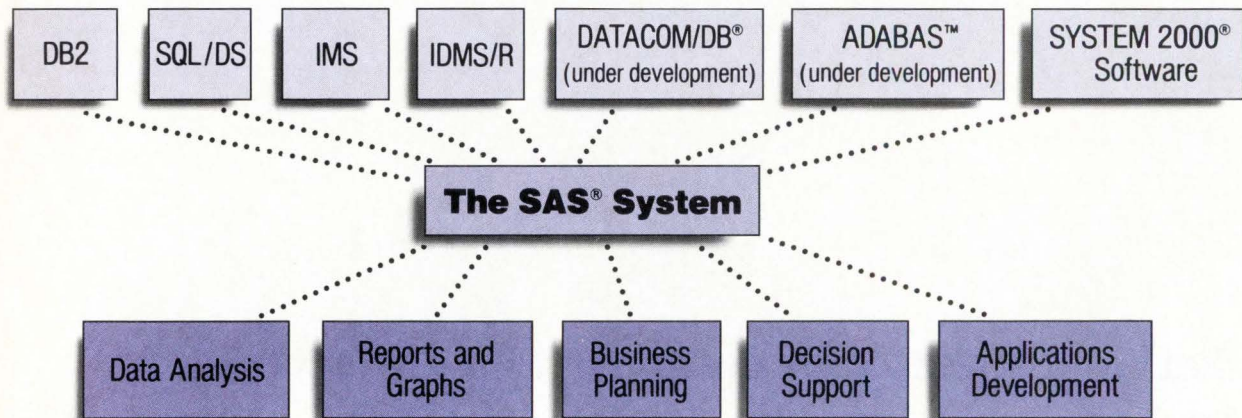 DB2
SQL/DS
IMS
IDMS/R
DATACOM/DB®
(under development)
ADABAS™
(under development)
SYSTEM 2000®
Software
The SAS® System
Data Analysis
Reports and
Graphs
Business
Planning
Decision
Support
Applications
Development